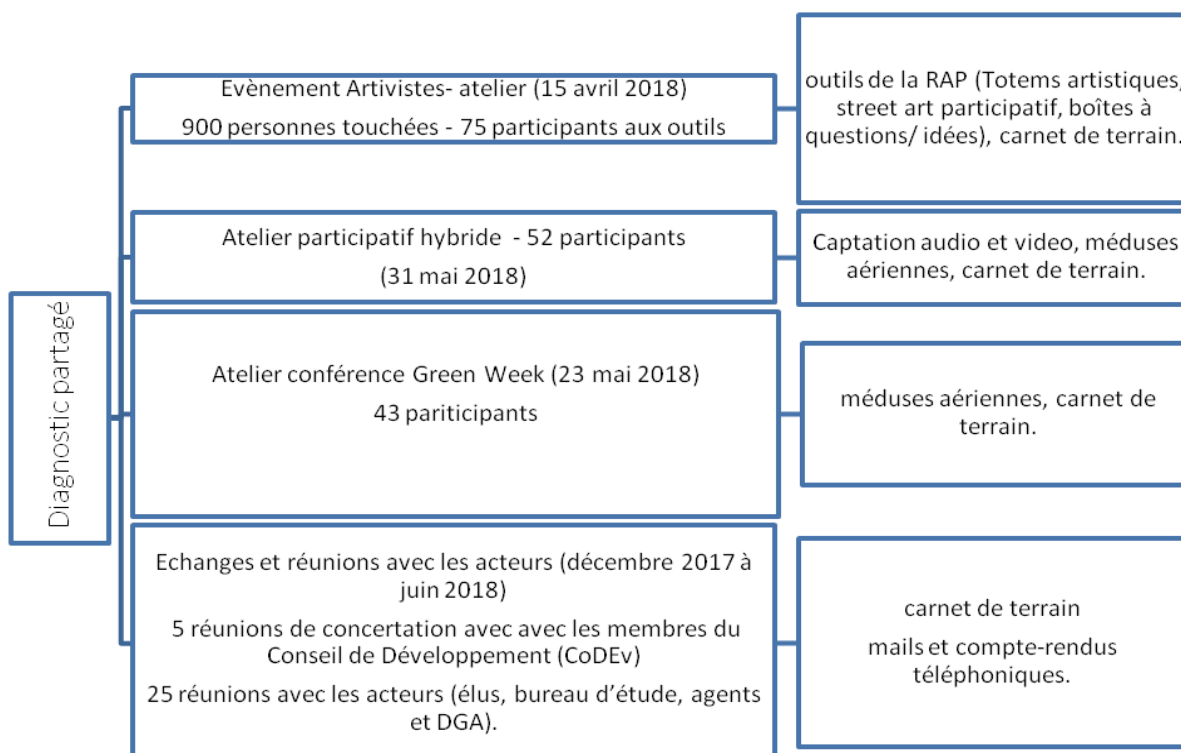 Diagnostic partagé
Evènement Artivistes- atelier (15 avril 2018)
900 personnes touchées - 75 participants aux outils
outils de la RAP (Totems artistiques,
street art participatif, boîtes à
questions/ idées), carnet de terrain.
Atelier participatif hybride - 52 participants
(31 mai 2018)
Captation audio et video, méduses
aériennes, carnet de terrain.
Atelier conférence Green Week (23 mai 2018)
43 pariticipants
méduses aériennes, carnet de
terrain.
Echanges et réunions avec les acteurs (décembre 2017 à
juin 2018)
5 réunions de concertation avec avec les membres du
Conseil de Développement (CoDEv)
25 réunions avec les acteurs (élus, bureau d’étude, agents
et DGA).
carnet de terrain
mails et compte-rendus
téléphoniques.